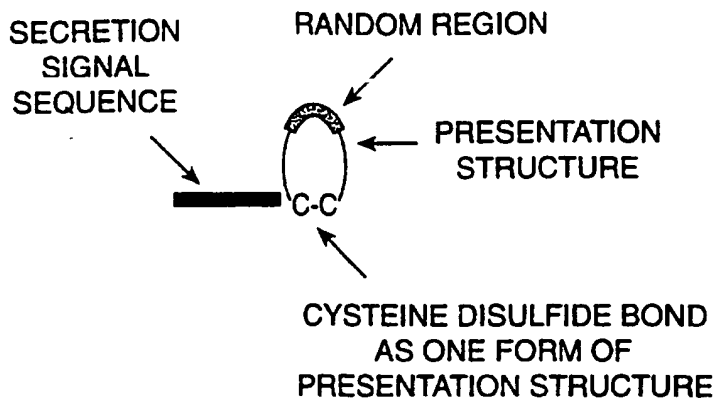 SECRETION
SIGNAL
SEQUENCE
RANDOM REGION
PRESENTATION
STRUCTURE
C-C
CYSTEINE DISULFIDE BOND
AS ONE FORM OF
PRESENTATION STRUCTURE